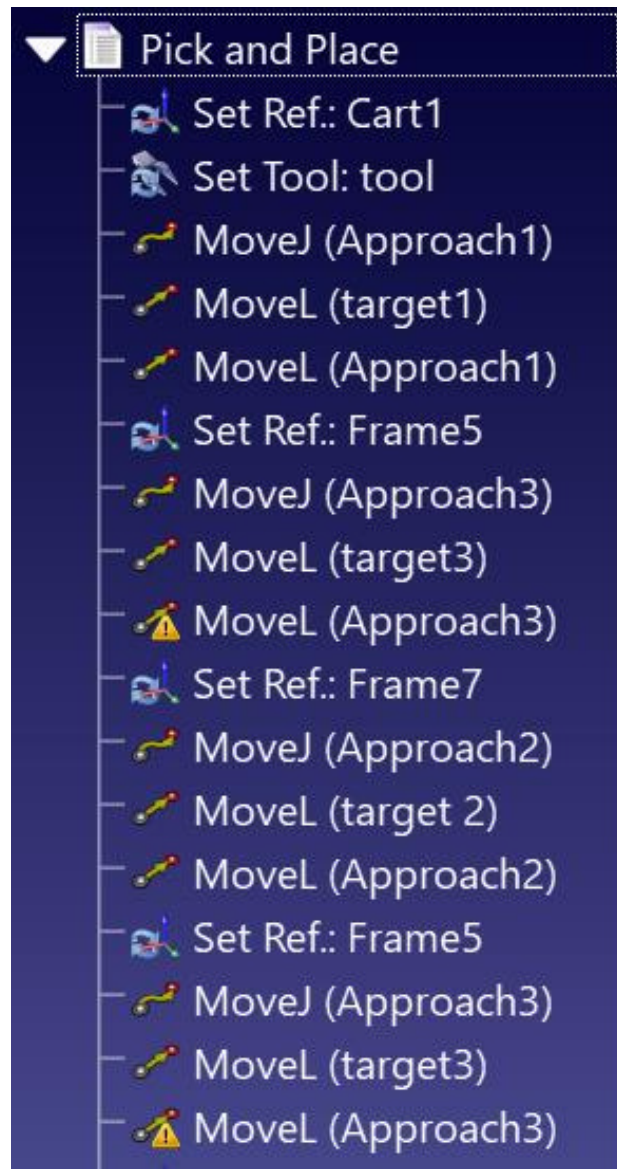 Pick and Place
Set Ref.: Cart1
Set Tool: tool
MoveJ (Approach1)
MoveL (target1)
MoveL (Approach1)
Set Ref.: Frame5
MoveJ (Approach3)
MoveL (target3)
MoveL (Approach3)
Set Ref.: Frame7
MoveJ (Approach2)
MoveL (target 2)
MoveL (Approach2)
Set Ref.: Frame5
MoveJ (Approach3)
MoveL (target3)
MoveL (Approach3)